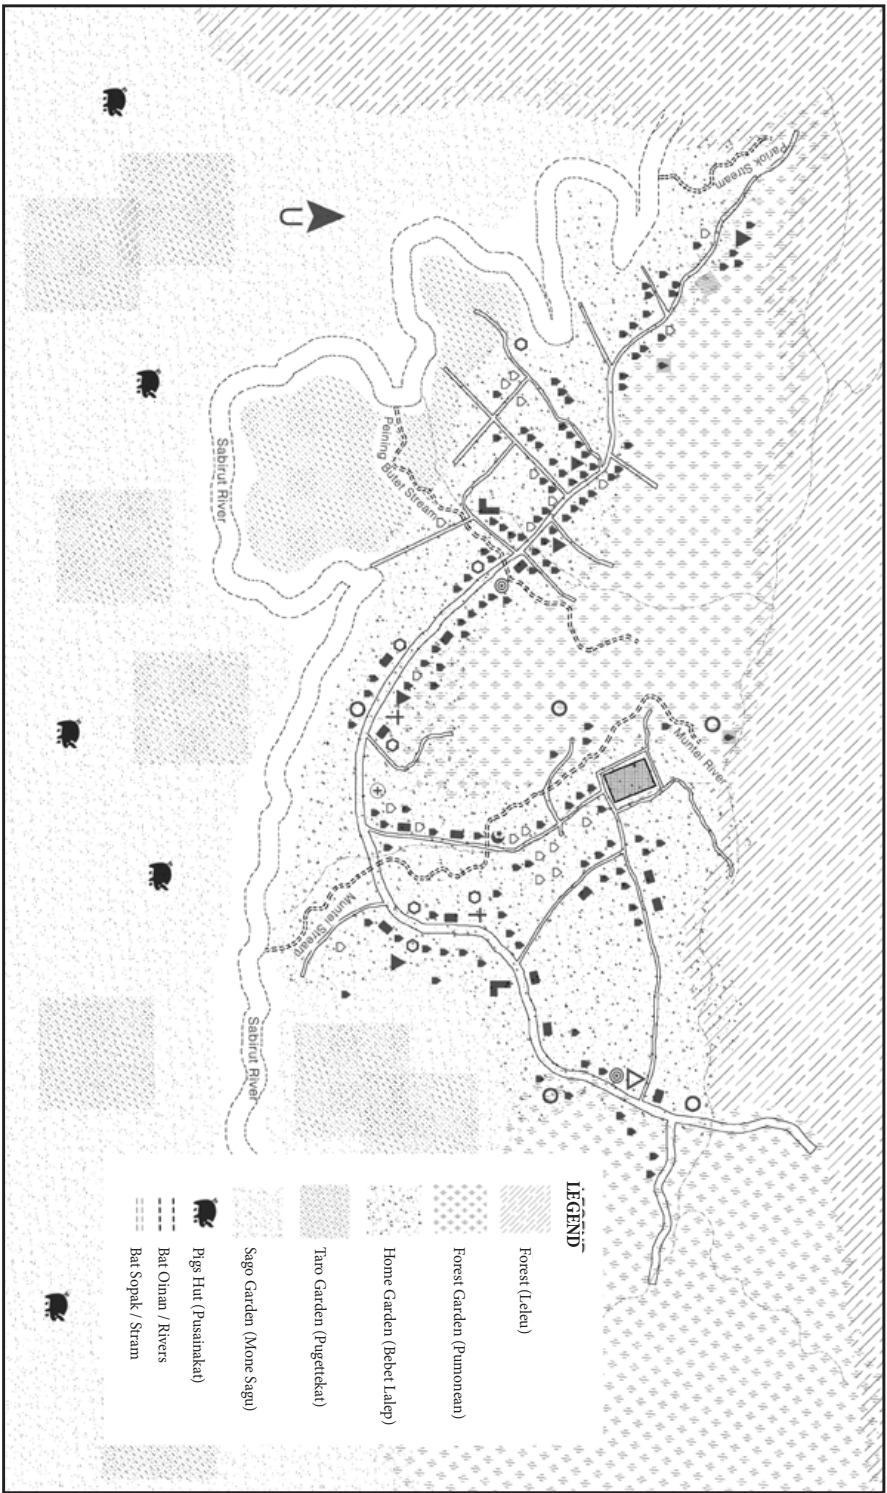 Pariok Stream
Muntei River
Peining
Butet Stream
Muntei Stream
U
Sabirut River
Sabirut River
LEGEND
Forest (Leleu)
Forest Garden (Pumonean)
Home Garden (Bebet Lalep)
Taro Garden (Pugettekat)
Sago Garden (Mone Sagu)
Pigs Hut (Pusainakat)
Bat Oinan / Rivers
Bat Sopak / Stram